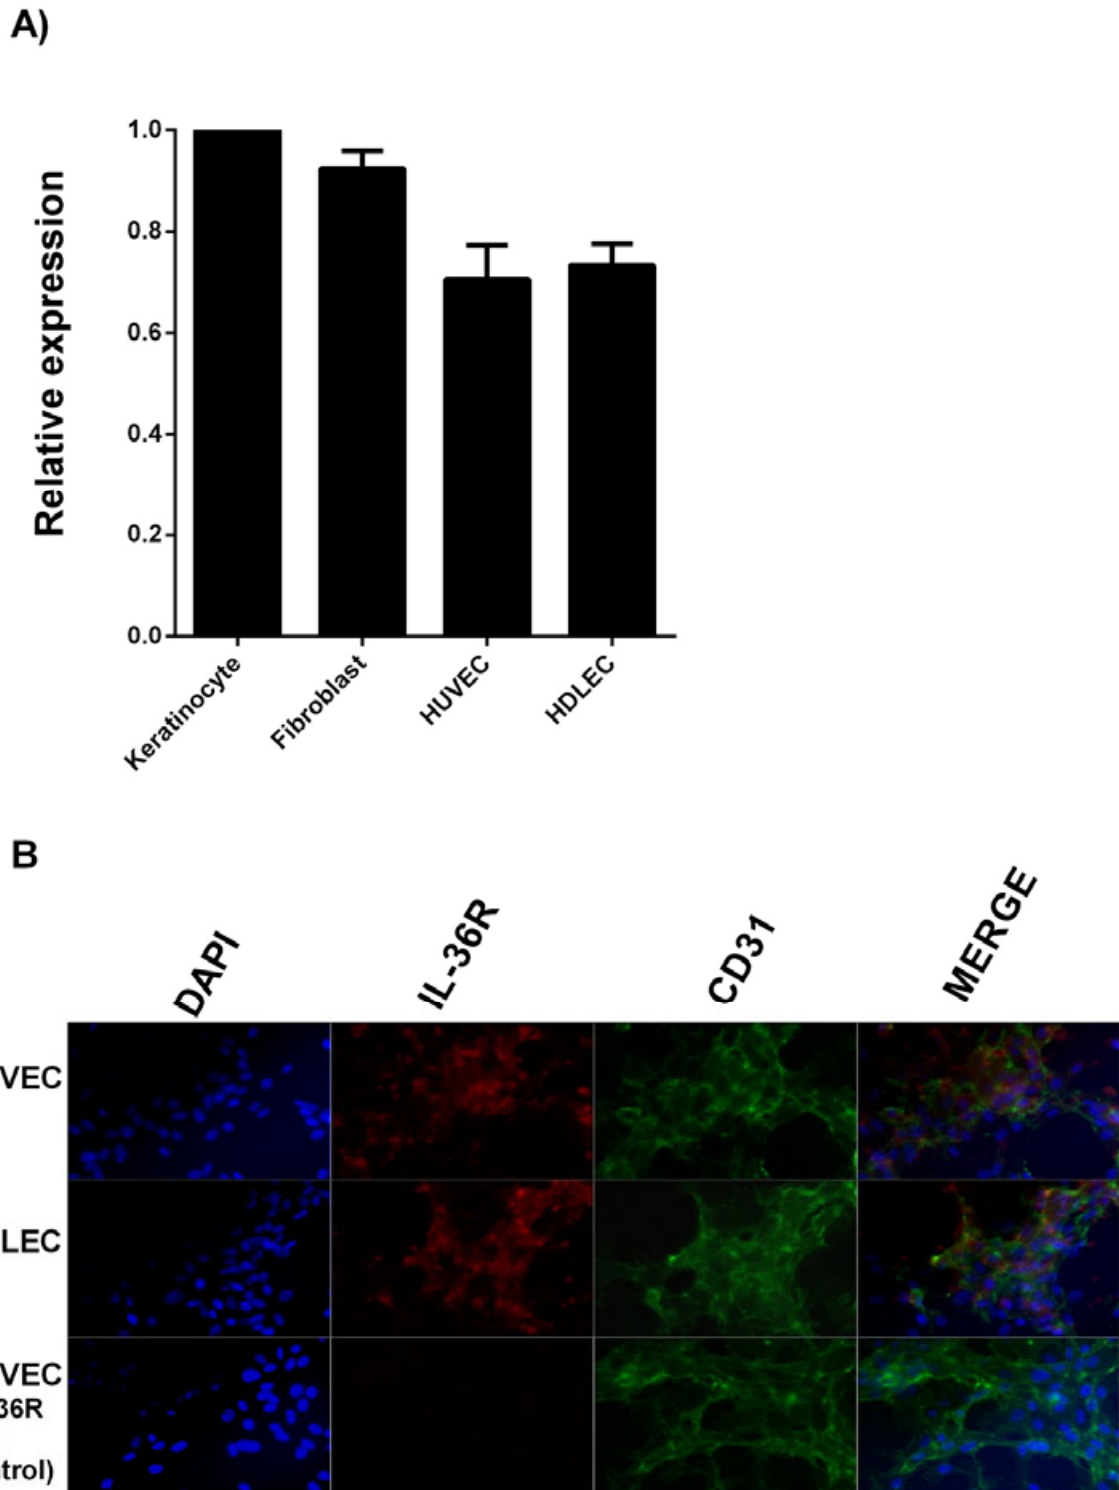 A)
Relative expression
1.0
0.8
0.6
0.4
0.2
0.0
Keratinocyte
Fibroblast
HUVEC
HDLEC
B
DAPI
IL-36R
CD31
MERGE
VEC
LEC
VEC
36R
trol)